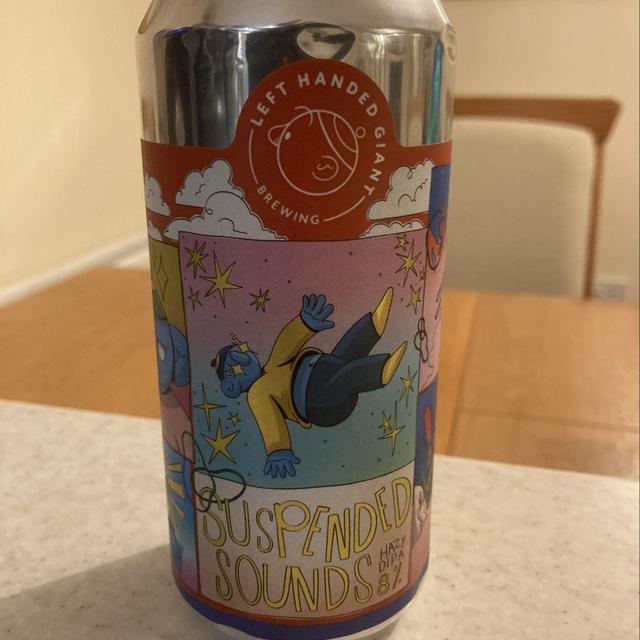 LEFT HANDED GIANT
BREWING
SUSPENDED
SOUNDS
HAZY
DIPA
8%